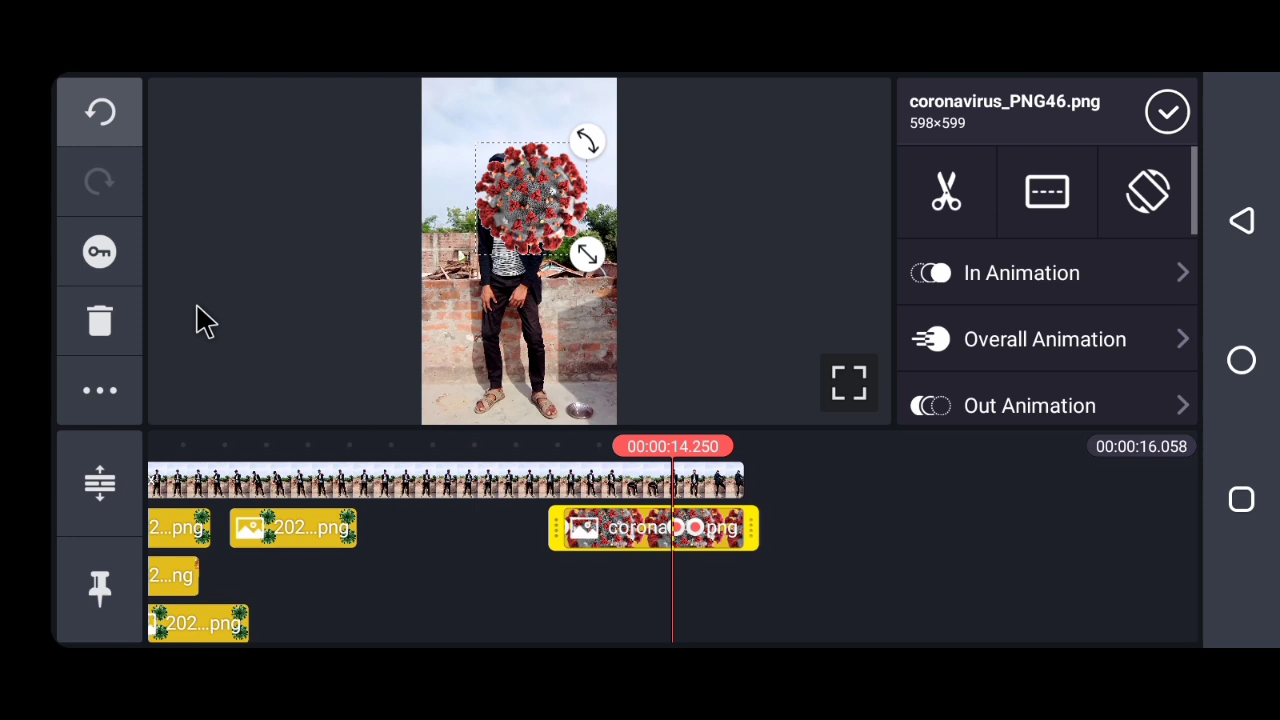 coronavirus_PNG46.png
598×599
In Animation
Overall Animation
Out Animation
00:00:14.250
00:00:16.058
2...png
202...png
corona
png
2...ng
202...png